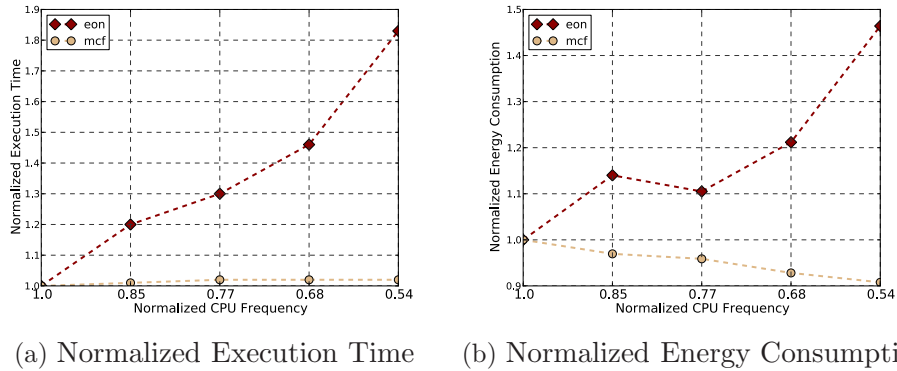 eon
mcf
1.9
1.8
1.7
1.6
1.5
1.4
1.3
1.2
1.1
1.0
Normalized Execution Time
1.0 0.85 0.77 0.68 0.54
Normalized CPU Frequency
(a) Normalized Execution Time
eon
mcf
1.5
1.4
1.3
1.2
1.1
1.0
0.9
Normalized Energy Consumption
1.0 0.85 0.77 0.68 0.54
Normalized CPU Frequency
(b) Normalized Energy Consumpti